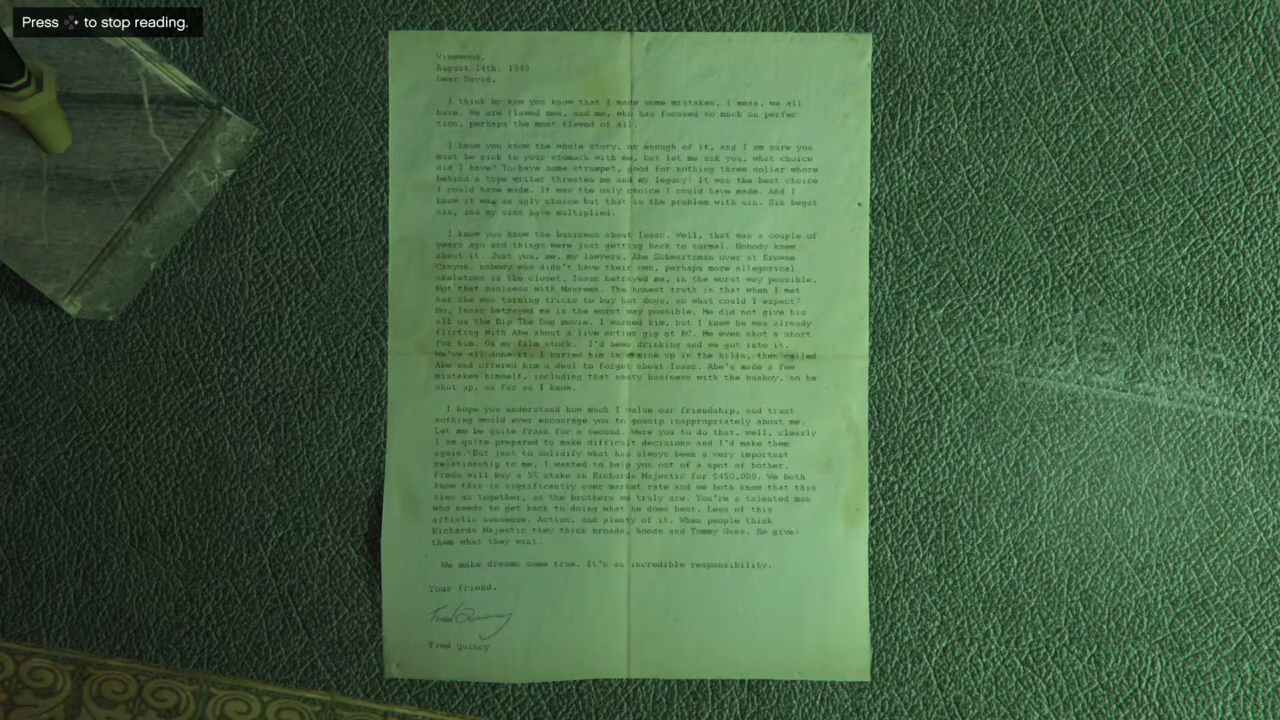 Press to stop reading.
Vinewood,
August 14th, 1949
Dear David,
I think by now you know that I made some mistakes, I mean, we all
have. We are flawed men, and me, who has focused so much on perfec-
tion, perhaps the most flawed of all.
I know you know the whole story, or enough of it, and I am sure you
must be sick to your stomach with me, but let me ask you, what choice
did I have? To have some strumpet, good for nothing three dollar whore
behind a type writer threaten me and my legacy! It was the best choice
I could have made. It was the only choice I could have made. And I
know it was an ugly choice but that is the problem with sin. Sin beget
sin, and my sins have multiplied.
I know you know the business about Isaac. Well, that was a couple of
years ago and things were just getting back to normal. Nobody knew
about it. Just you, me, my lawyers, Abe Schwartzman over at Browne
Canyon, nobody who didn't have their own, perhaps more allegorical
skeletons in the closet. Isaac betrayed me, in the worst way possible.
Not that business with Maureen. The honest truth is that when I met
her she was turning tricks to buy hot dogs, so what could I expect?
No, Isaac betrayed me in the worst way possible. He did not give his
all on the Rip The Dog movie. I warned him, but I knew he was already
flirting with Abe about a live action gig at BC. He even shot a short
for him. On my film stock. I'd been drinking and we got into it.
We've all done it. I buried him in a mine up in the hills, then called
Abe and offered him a deal to forget about Isaac. Abe's made a few
mistakes himself, including that nasty business with the busboy, so he
shut up, as far as I know.
I hope you understand how much I value our friendship, and trust
nothing would ever encourage you to gossip inappropriately about me.
Let me be quite frank for a second. Were you to do that, well, clearly
I am quite prepared to make difficult decisions and I'd make them
again. But just to solidify what has always been a very important
relationship to me, I wanted to help you out of a spot of bother.
Freds will buy a 5% stake in Richards Majestic for $450,000. We both
know this is significantly over market rate and we both know that this
ties us together, as the brothers we truly are. You're a talented man
who needs to get back to doing what he does best. Less of this
artistic nonsense. Action, and plenty of it. When people think
Richards Majestic they think broads, hoods and Tommy Guns. So give
them what they want.
We make dreams come true. It's an incredible responsibility.
Your friend,
Fred Quincy
Fred Quincy